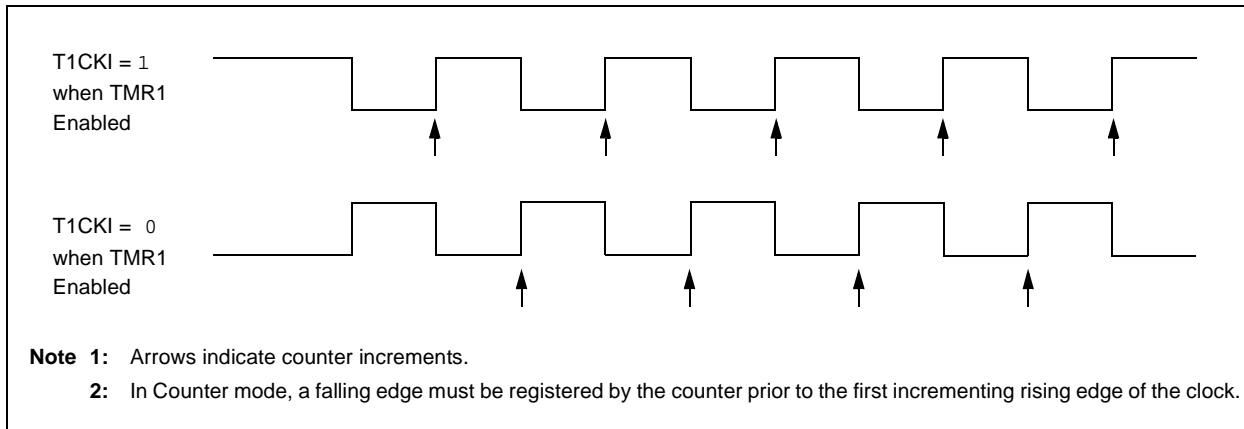 T1CKI = 1
when TMR1
Enabled
T1CKI = 0
when TMR1
Enabled
Note 1: Arrows indicate counter increments.
2: In Counter mode, a falling edge must be registered by the counter prior to the first incrementing rising edge of the clock.